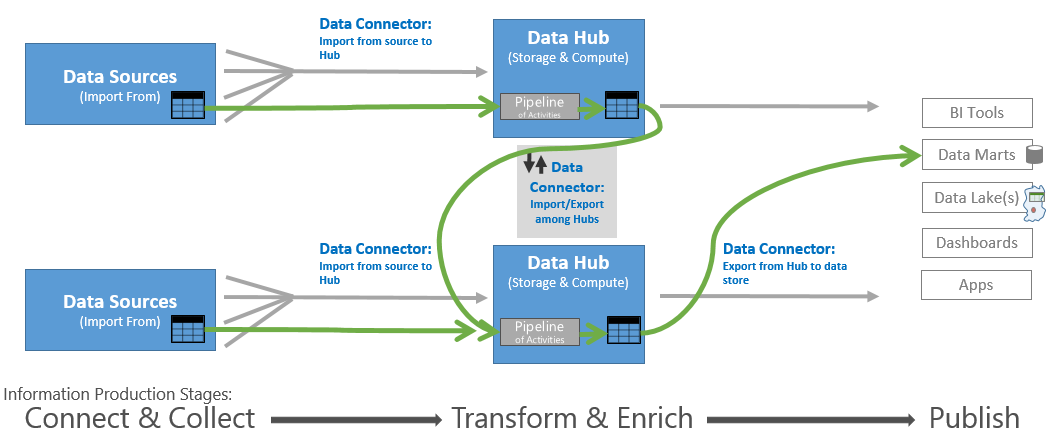 Data Connector:
Import from source to
Hub
Data Hub
(Storage & Compute)
Data Sources
(Import From)
Pipeline
of Activities
BI Tools
Data Marts
Data Lake(s)
Dashboards
Apps
Data
Connector:
Import/Export
among Hubs
Data Connector:
Import from source to
Hub
Data Hub
(Storage & Compute)
Data Connector:
Export from Hub to data
store
Data Sources
(Import From)
Pipeline
of Activities
Information Production Stages:
Connect & Collect
Transform & Enrich
Publish